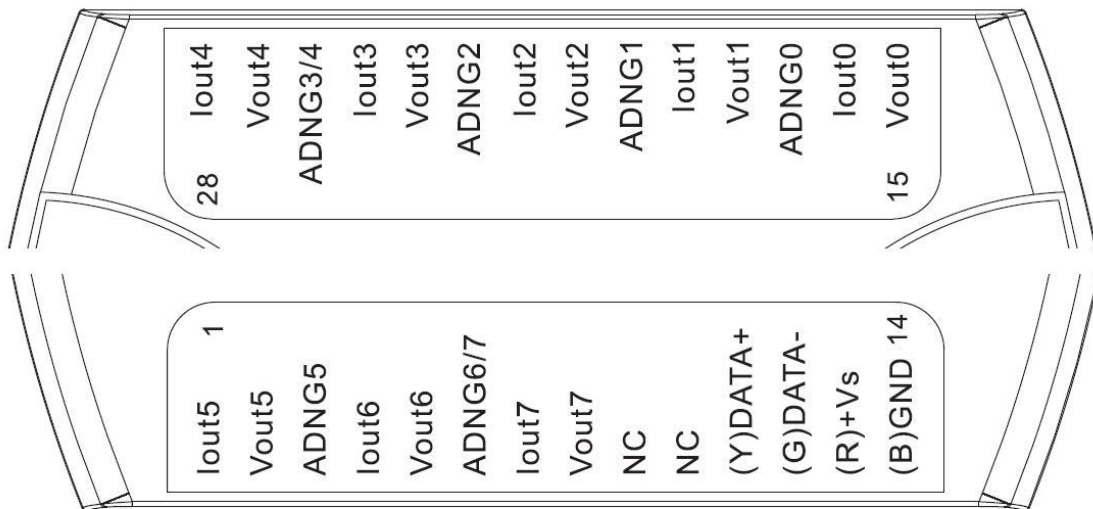 Iout4
Vout4
ADNG3/4
Iout3
Vout3
ADNG2
Iout2
Vout2
ADNG1
Iout1
Vout1
ADNG0
Iout0
Vout0
28
15
1
Iout5
Vout5
ADNG5
Iout6
Vout6
ADNG6/7
Iout7
Vout7
NC
NC
(Y)DATA+
(G)DATA-
(R)+Vs
(B)GND 14